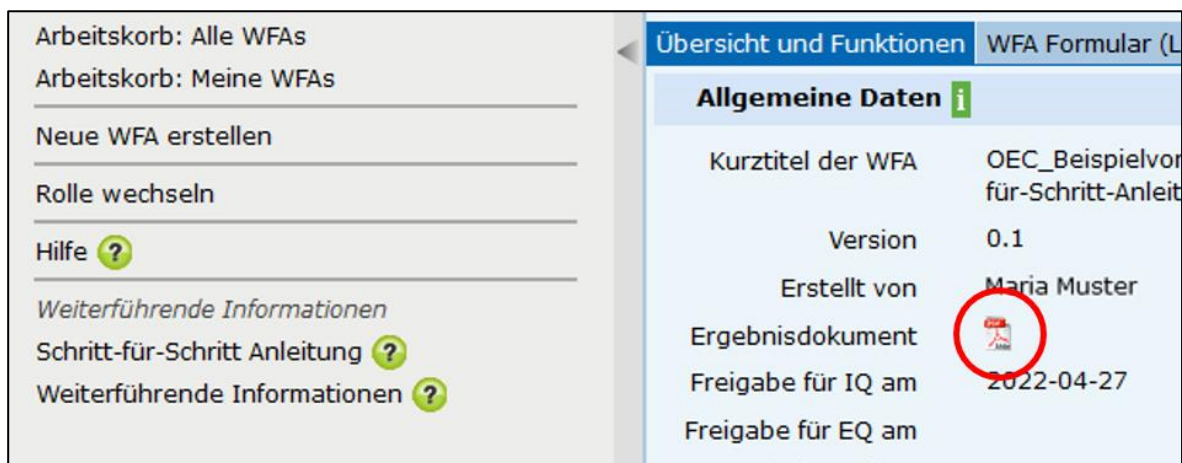 Arbeitskorb: Alle WFAs
Arbeitskorb: Meine WFAs
Neue WFA erstellen
Rolle wechseln
Hilfe ?
Weiterführende Informationen
Schritt-für-Schritt Anleitung ?
Weiterführende Informationen ?
Übersicht und Funktionen WFA Formular (L
Allgemeine Daten i
Kurztitel der WFA OEC_Beispielvor
für-Schritt-Anleit
Version 0.1
Erstellt von Maria Muster
Ergebnisdokument
Freigabe für IQ am 2022-04-27
Freigabe für EQ am